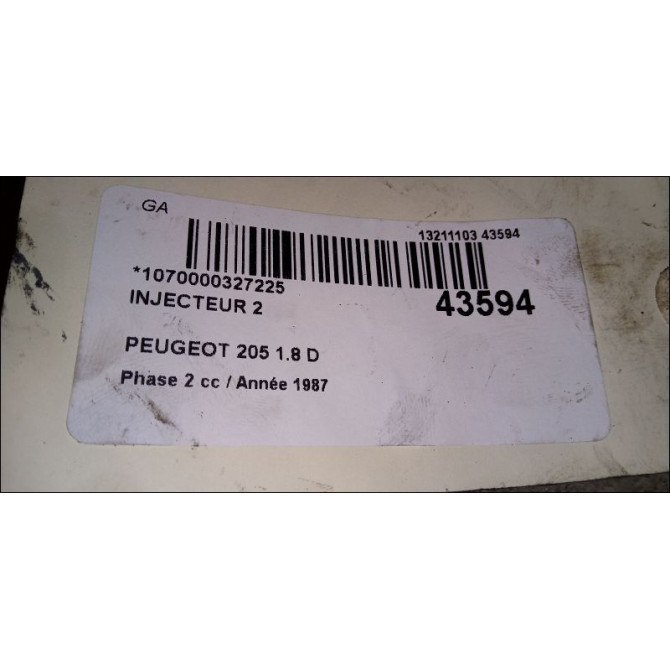 GA
13211103 43594
*1070000327225
INJECTEUR 2
43594
PEUGEOT 205 1.8 D
Phase 2 cc / Année 1987